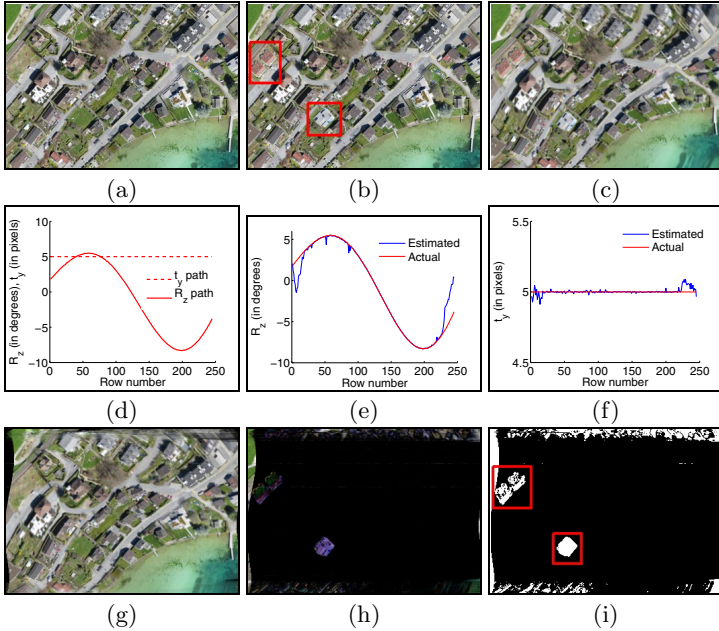 (a) (b) (c)
10
5
0
−5
−10
0 50 100 150 200 250
Row number
R_z (in degrees), t_y (in pixels)
t_y path
R_z path
5
0
−5
−10
0 50 100 150 200 250
Row number
R_z (in degrees)
Estimated
Actual
5.5
5
4.5
0 50 100 150 200 250
Row number
t_y (in pixels)
Estimated
Actual
(d) (e) (f)
(g) (h) (i)